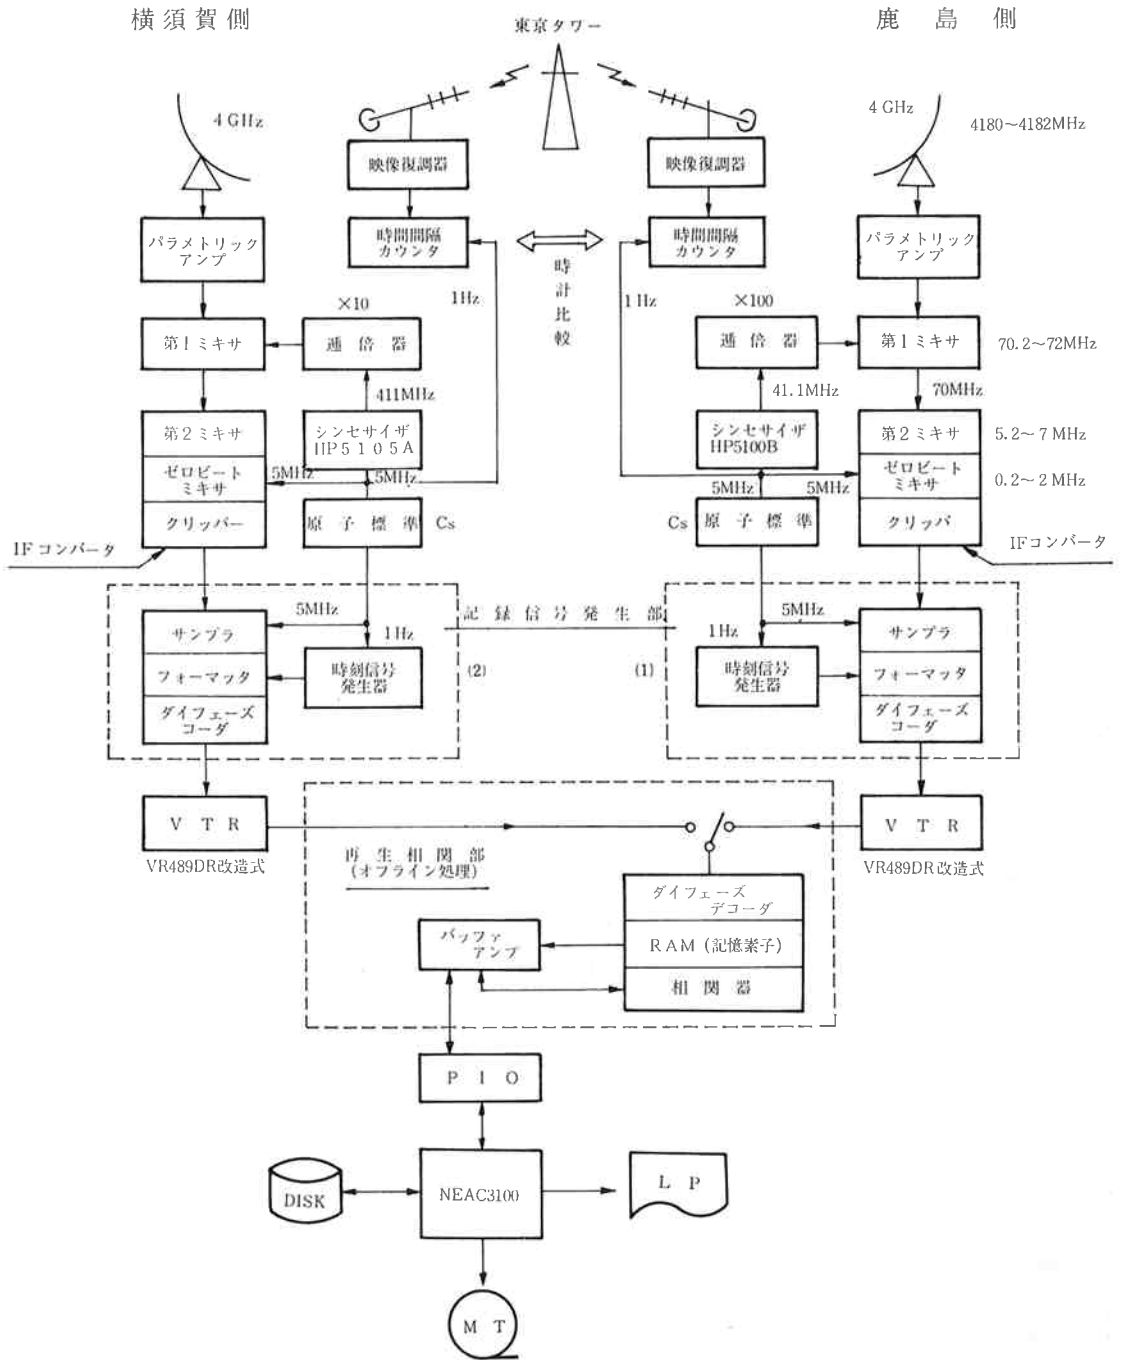 横須賀側
東京タワー
鹿島側
4GHz
4GHz
4180～4182MHz
映像復調器
映像復調器
パラメトリック
アンプ
時間間隔
カウンタ
時計比較
時間間隔
カウンタ
パラメトリック
アンプ
1Hz
1Hz
×10
×100
第1ミキサ
逓倍器
逓倍器
第1ミキサ
70.2～72MHz
411MHz
41.1MHz
70MHz
第2ミキサ
シンセサイザ
HP5105A
シンセサイザ
HP5100B
第2ミキサ
5.2～7MHz
ゼロビート
ミキサ
5MHz
5MHz
5MHz
5MHz
ゼロビート
ミキサ
0.2～2MHz
クリッパー
原子標準
Cs
Cs
原子標準
クリッパ
IFコンバータ
IFコンバータ
5MHz
記録信号発生部
5MHz
サンプラ
1Hz
1Hz
サンプラ
フォーマッタ
時刻信号
発生器
(2)
(1)
時刻信号
発生器
フォーマッタ
ダイフェーズ
コーダ
ダイフェーズ
コーダ
VTR
VTR
VR489DR改造式
VR489DR改造式
再生相関部
(オフライン処理)
ダイフェーズ
デコーダ
バッファ
アンプ
RAM(記憶素子)
相関器
PIO
DISK
NEAC3100
LP
MT